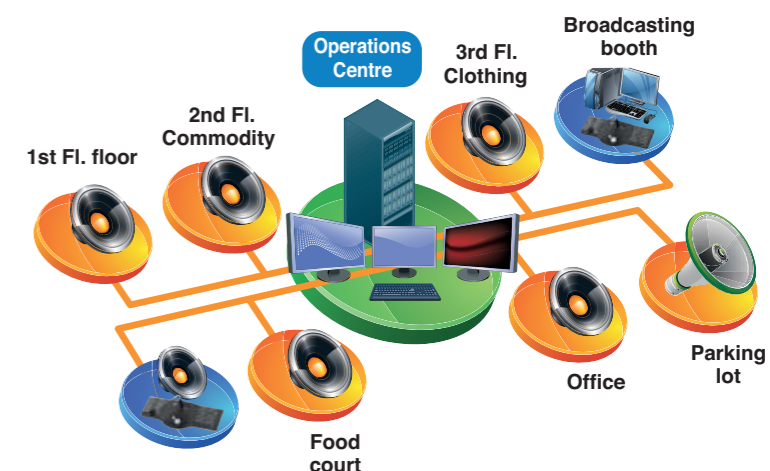 Broadcasting
booth
Operations
Centre
3rd Fl.
Clothing
2nd Fl.
Commodity
1st Fl. floor
Parking
lot
Office
Food
court